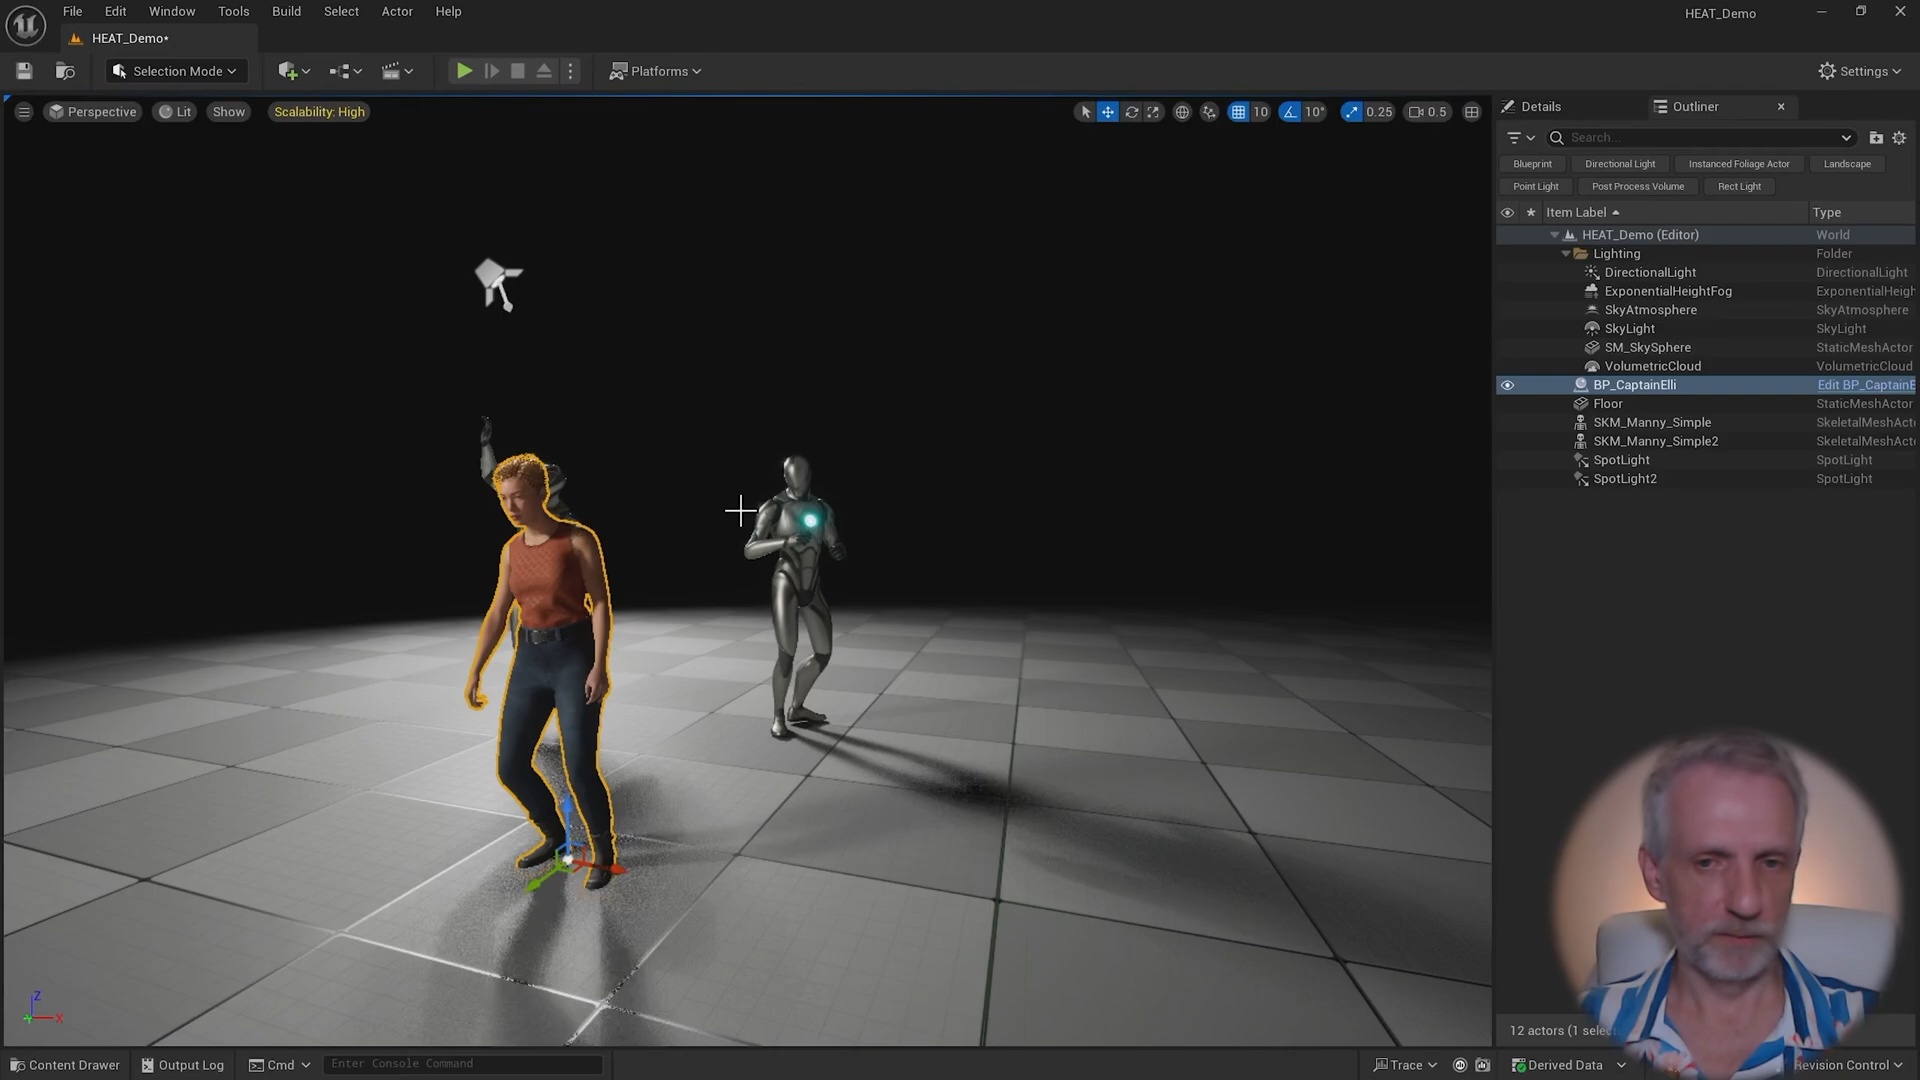 File Edit Window Tools Build Select Actor Help
HEAT_Demo
HEAT_Demo•
Selection Mode
Platforms
Settings
Perspective
Lit
Show
Scalability: High
10
10°
0.25
0.5
Details
Outliner
Search...
Blueprint
Directional Light
Instanced Foliage Actor
Landscape
Point Light
Post Process Volume
Rect Light
Item Label
Type
HEAT_Demo (Editor) World
Lighting Folder
DirectionalLight DirectionalLight
ExponentialHeightFog ExponentialHeigh
SkyAtmosphere SkyAtmosphere
SkyLight SkyLight
SM_SkySphere StaticMeshActor
VolumetricCloud VolumetricCloud
BP_CaptainElli Edit BP_CaptainE
Floor StaticMeshActor
SKM_Manny_Simple SkeletalMeshAct
SKM_Manny_Simple2 SkeletalMeshAct
SpotLight SpotLight
SpotLight2 SpotLight
Z
X
12 actors (1 selec
Content Drawer
Output Log
Cmd
Enter Console Command
Trace
Derived Data
Revision Control